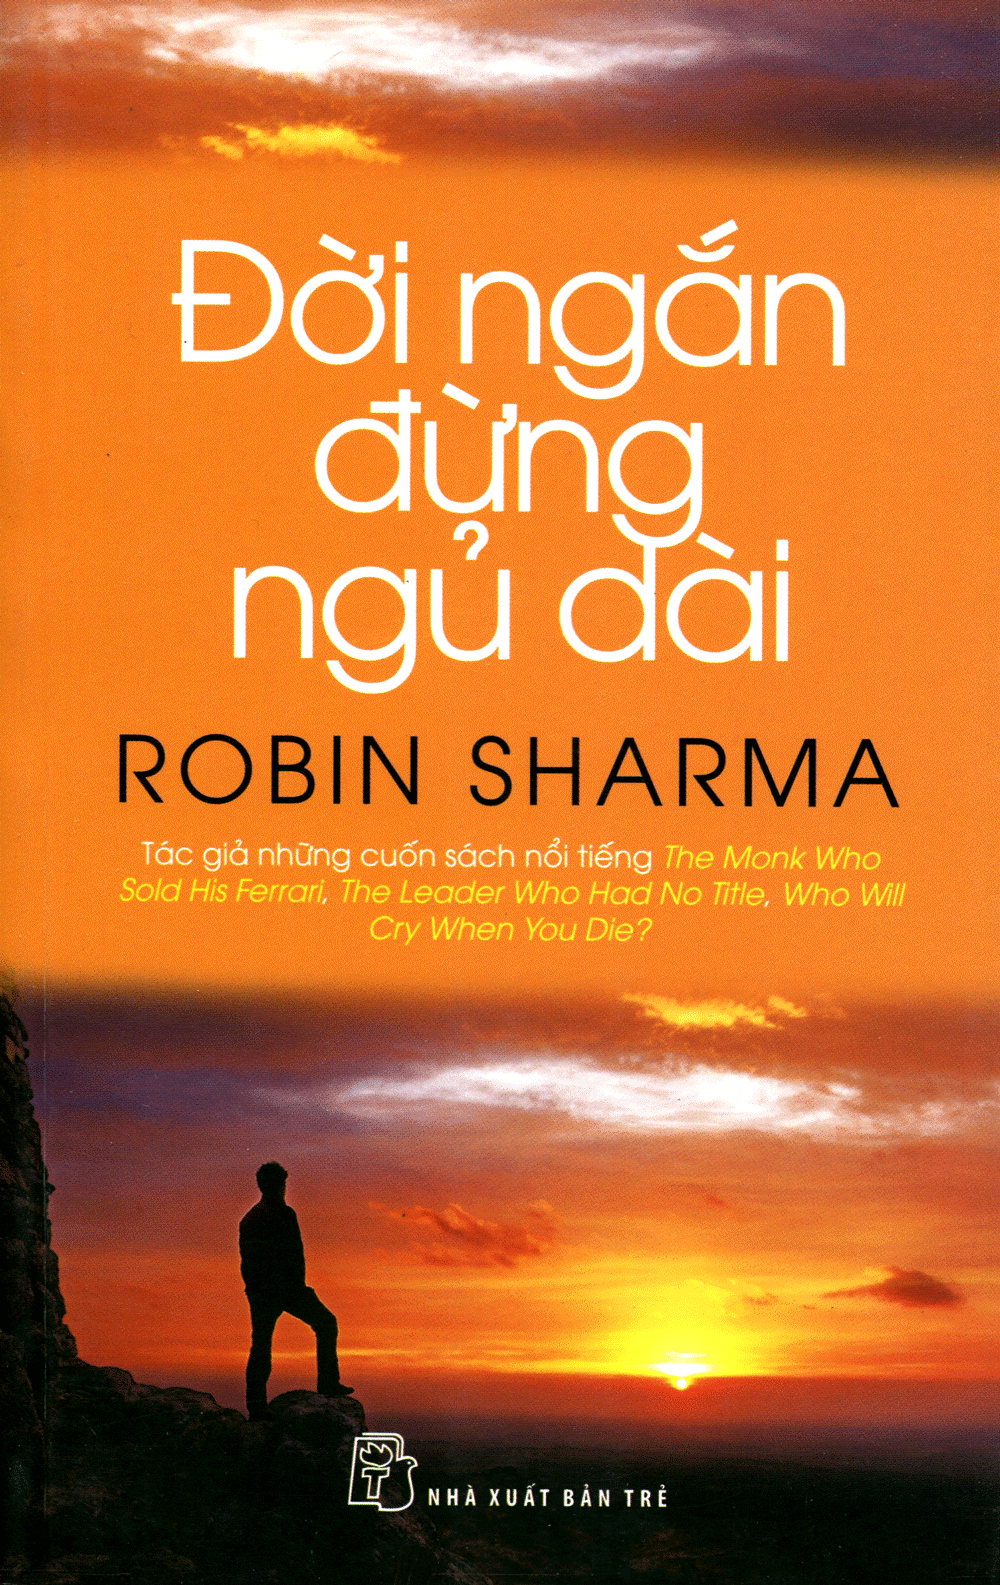 Đời ngắn
đừng
ngủ dài
ROBIN SHARMA
Tác giả những cuốn sách nổi tiếng The Monk Who
Sold His Ferrari, The Leader Who Had No Title, Who Will
Cry When You Die?
T
NHÀ XUẤT BẢN TRẺ